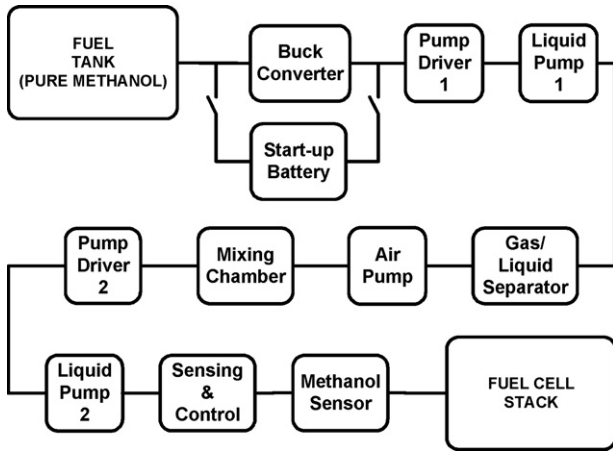 FUEL
TANK
(PURE METHANOL)
Buck
Converter
Pump
Driver
1
Liquid
Pump
1
Start-up
Battery
Pump
Driver
2
Mixing
Chamber
Air
Pump
Gas/
Liquid
Separator
Liquid
Pump
2
Sensing
&
Control
Methanol
Sensor
FUEL CELL
STACK